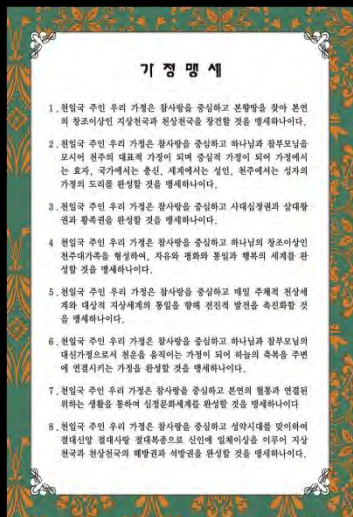 가 정 맹 세
1. 천일국 주인 우리 가정은 참사랑을 중심하고 본향땅을 찾아 본연
의 창조이상인 지상천국과 천상천국을 창건할 것을 맹세하나이다.
2. 천일국 주인 우리 가정은 참사랑을 중심하고 하나님과 참부모님을
모시어 천주의 대표적 가정이 되며 중심적 가정이 되어 가정에서
는 효자, 국가에서는 충신, 세계에서는 성인, 천주에서는 성자의
가정의 도리를 완성할 것을 맹세하나이다.
3. 천일국 주인 우리 가정은 참사랑을 중심하고 사대심정권과 삼대왕
권과 황족권을 완성할 것을 맹세하나이다.
4 천일국 주인 우리 가정은 참사랑을 중심하고 하나님의 창조이상인
천주대가족을 형성하여, 자유와 평화와 통일과 행복의 세계를 완
성할 것을 맹세하나이다.
5. 천일국 주인 우리 가정은 참사랑을 중심하고 매일 주체적 천상세
계와 대상적 지상세계의 통일을 향해 전진적 발전을 촉진화할 것
을 맹세하나이다.
6. 천일국 주인 우리 가정은 참사랑을 중심하고 하나님과 참부모님의
대신가정으로서 천운을 움직이는 가정이 되어 하늘의 축복을 주변
에 연결시키는 가정을 완성할 것을 맹세하나이다.
7. 천일국 주인 우리 가정은 참사랑을 중심하고 본연의 혈통과 연결된
위하는 생활을 통하여 심정문화세계를 완성할 것을 맹세하나이다
8. 천일국 주인 우리 가정은 참사랑을 중심하고 성약시대를 맞이하여
절대신앙 절대사랑 절대복종으로 신인애 일체이상을 이루어 지상
천국과 천상천국의 해방권과 석방권을 완성할 것을 맹세하나이다.